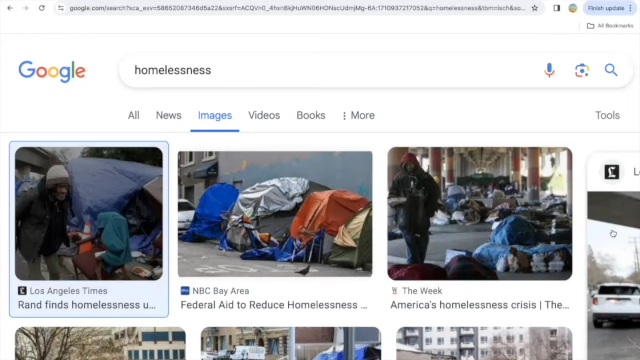 google.com/search?sca_esv=58652087346d5a22&sxsrf=ACQVn0_4hsn8kjHuWN06HONscUdmjMg-6A:1710937217052&q=homelessness&tbm=isch&so...
Finish update
All Bookmarks
Google
homelessness
All News Images Videos Books More Tools
Los Angeles Times
Rand finds homelessness u...
NBC Bay Area
Federal Aid to Reduce Homelessness ...
The Week
America's homelessness crisis | The...